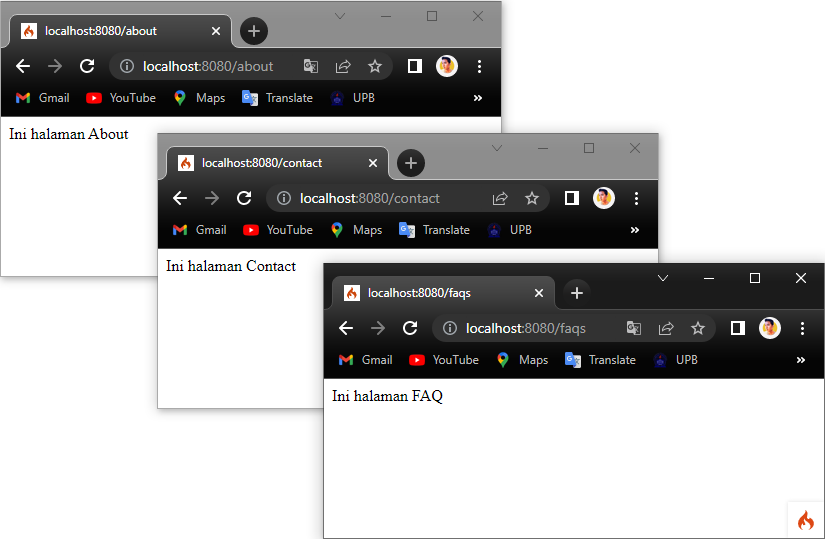 localhost:8080/about
localhost:8080/about
Gmail YouTube Maps Translate UPB
Ini halaman About
localhost:8080/contact
localhost:8080/contact
Gmail YouTube Maps Translate UPB
Ini halaman Contact
localhost:8080/faqs
localhost:8080/faqs
Gmail YouTube Maps Translate UPB
Ini halaman FAQ